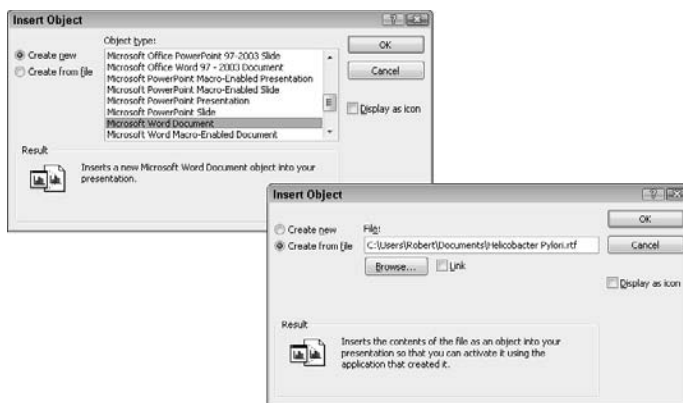 Insert Object
Object type:
Create new
Create from file
Microsoft Office PowerPoint 97-2003 Slide
Microsoft Office Word 97 - 2003 Document
Microsoft PowerPoint Macro-Enabled Presentation
Microsoft PowerPoint Macro-Enabled Slide
Microsoft PowerPoint Presentation
Microsoft PowerPoint Slide
Microsoft Word Document
Microsoft Word Macro-Enabled Document
OK
Cancel
Display as icon
Result
Inserts a new Microsoft Word Document object into your
presentation.
Insert Object
Create new
Create from file
File:
C:\Users\Robert\Documents\Helicobacter Pylori.rtf
Browse...
Link
OK
Cancel
Display as icon
Result
Inserts the contents of the file as an object into your
presentation so that you can activate it using the
application that created it.